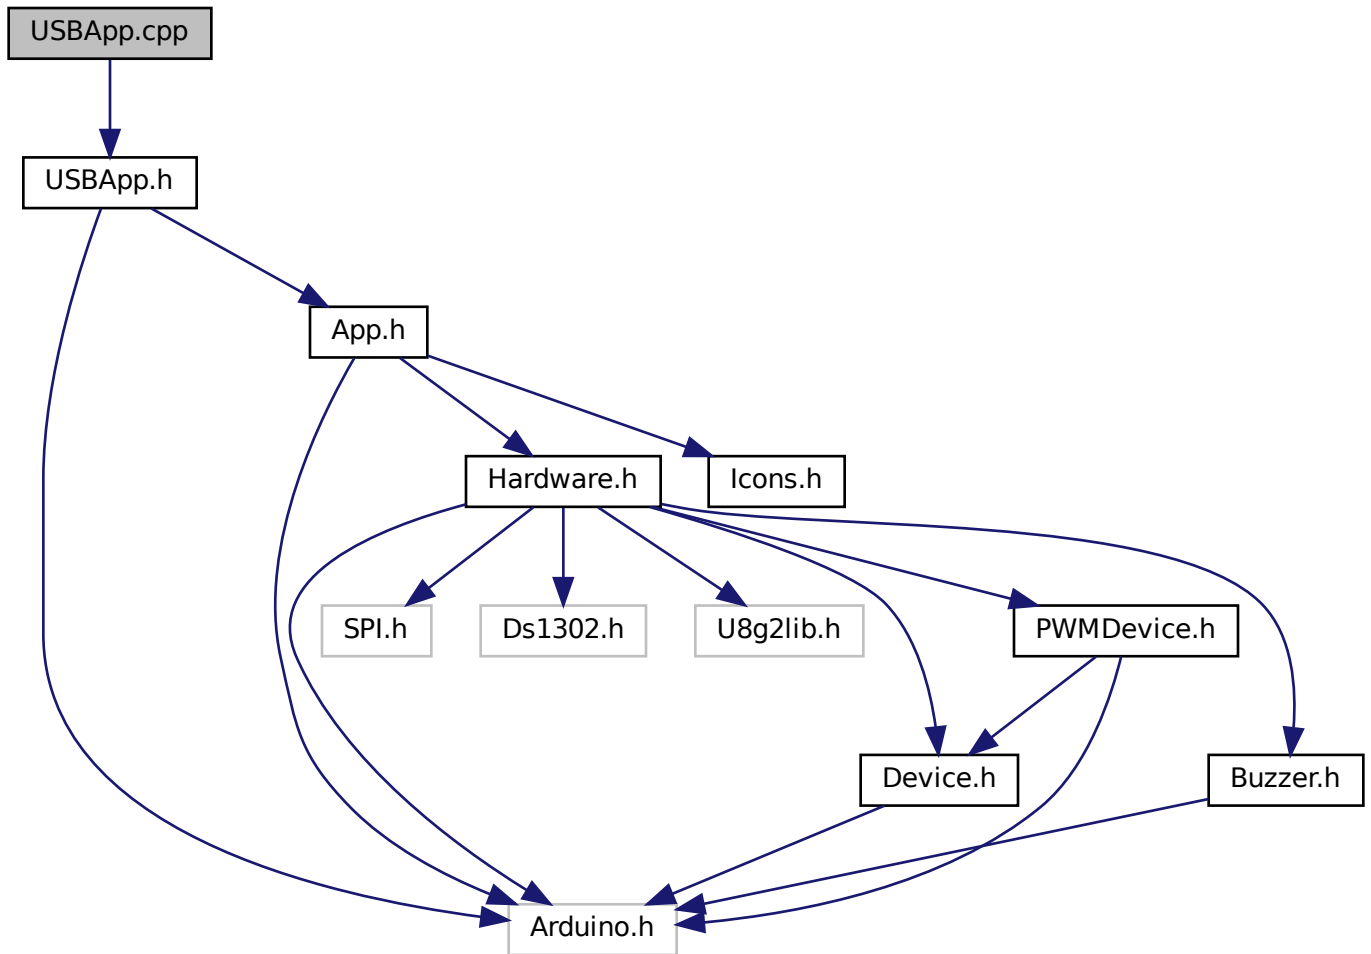 USBApp.cpp
USBApp.h
App.h
Hardware.h
Icons.h
SPI.h
Ds1302.h
U8g2lib.h
PWMDevice.h
Device.h
Buzzer.h
Arduino.h